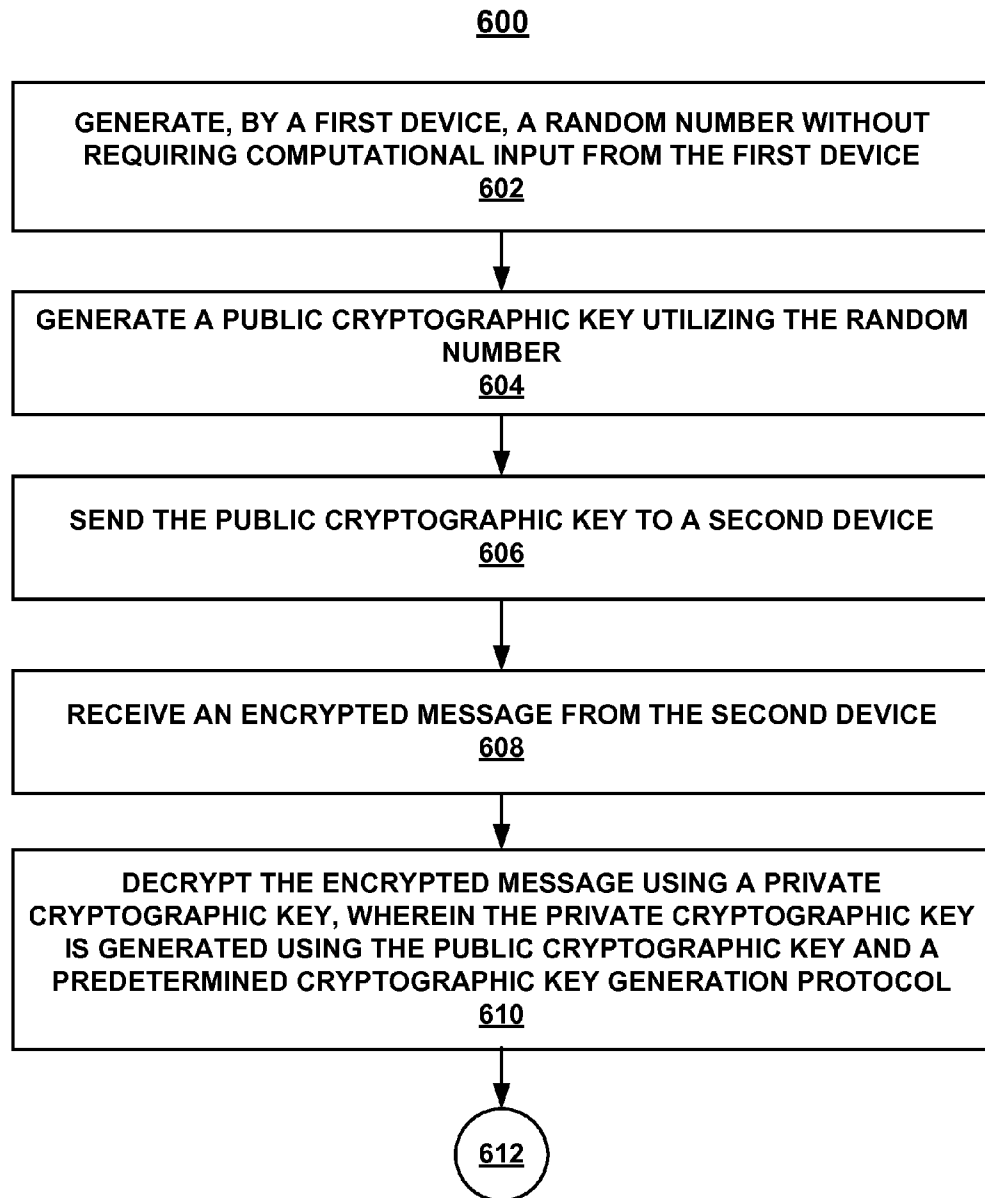 600
GENERATE, BY A FIRST DEVICE, A RANDOM NUMBER WITHOUT
REQUIRING COMPUTATIONAL INPUT FROM THE FIRST DEVICE
602
GENERATE A PUBLIC CRYPTOGRAPHIC KEY UTILIZING THE RANDOM
NUMBER
604
SEND THE PUBLIC CRYPTOGRAPHIC KEY TO A SECOND DEVICE
606
RECEIVE AN ENCRYPTED MESSAGE FROM THE SECOND DEVICE
608
DECRYPT THE ENCRYPTED MESSAGE USING A PRIVATE
CRYPTOGRAPHIC KEY, WHEREIN THE PRIVATE CRYPTOGRAPHIC KEY
IS GENERATED USING THE PUBLIC CRYPTOGRAPHIC KEY AND A
PREDETERMINED CRYPTOGRAPHIC KEY GENERATION PROTOCOL
610
612